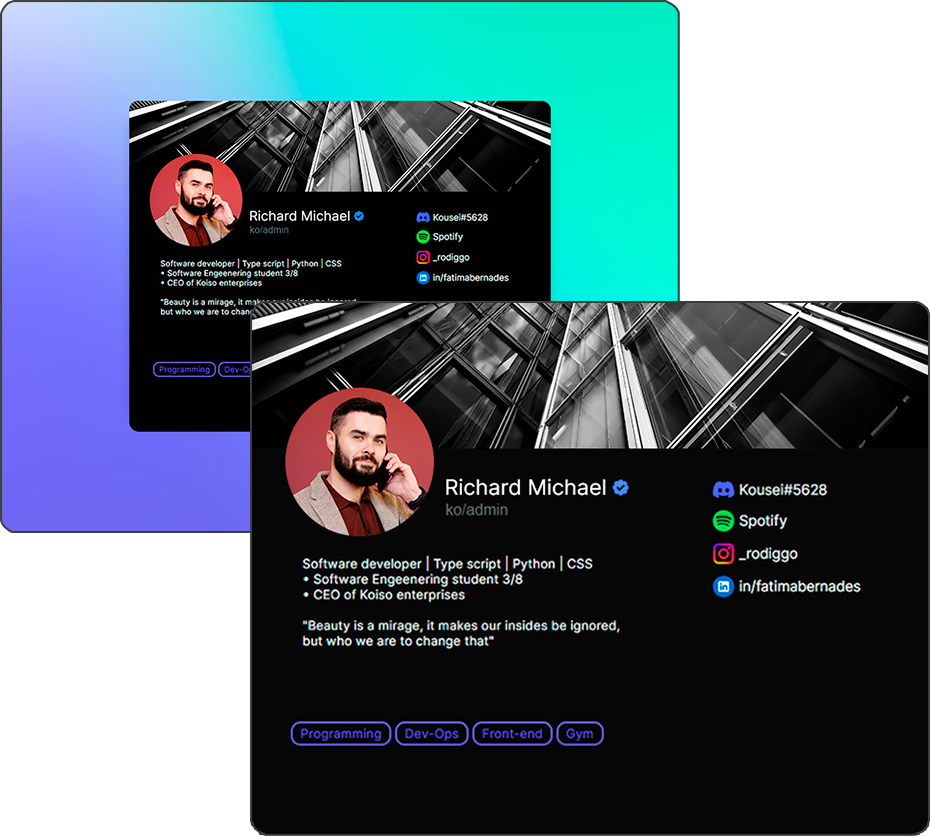 Richard Michael
ko/admin
Kousei#5628
Spotify
_rodiggo
in/fatimabernades
Software developer | Type script | Python | CSS
• Software Engeenering student 3/8
• CEO of Koiso enterprises
"Beauty is a mirage, it makes our insides be ignored,
but who we are to chan
Programming
Dev-O
Richard Michael
ko/admin
Kousei#5628
Spotify
_rodiggo
in/fatimabernades
Software developer | Type script | Python | CSS
• Software Engeenering student 3/8
• CEO of Koiso enterprises
"Beauty is a mirage, it makes our insides be ignored,
but who we are to change that"
Programming Dev-Ops Front-end Gym